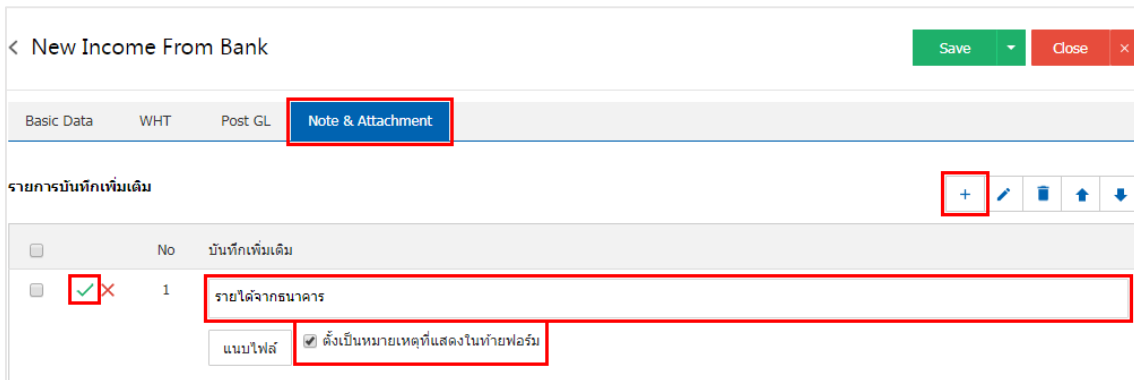 < New Income From Bank
Save
Close ×
Basic Data WHT Post GL Note & Attachment
รายการบันทึกเพิ่มเติม
+
No บันทึกเพิ่มเติม
1 รายได้จากธนาคาร
แนบไฟล์ ตั้งเป็นหมายเหตุที่แสดงในท้ายฟอร์ม